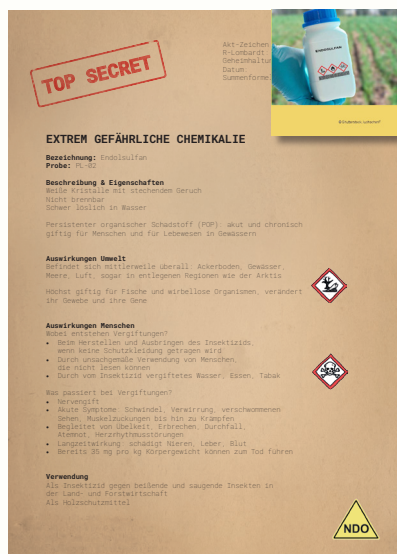 TOP SECRET
Akt-Zeichen
R-Lombardt
Geheimhaltun
Datum
Summenformel
ENDOSULFAN
EXTREM GEFÄHRLICHE CHEMIKALIE
Bezeichnung: Endolsulfan
Probe: PL-02
Beschreibung & Eigenschaften
Weiße Kristalle mit stechendem Geruch
Nicht brennbar
Schwer löslich in Wasser
Persistenter organischer Schadstoff (POP): akut und chronisch
giftig für Menschen und für Lebewesen in Gewässern
Auswirkungen Umwelt
Befindet sich mittlerweile überall: Ackerboden, Gewässer,
Meere, Luft, sogar in entlegenen Regionen wie der Arktis
Höchst giftig für Fische und wirbellose Organismen, verändert
ihr Gewebe und ihre Gene
Auswirkungen Menschen
Wobei entstehen Vergiftungen?
• Beim Herstellen und Ausbringen des Insektizids,
wenn keine Schutzkleidung getragen wird
• Durch unsachgemäße Verwendung von Menschen,
die nicht lesen können
• Durch vom Insektizid vergiftetes Wasser, Essen, Tabak
Was passiert bei Vergiftungen?
• Nervengift
• Akute Symptome: Schwindel, Verwirrung, verschwommenen
Sehen, Muskelzuckungen bis hin zu Krämpfen
• Begleitet von Übelkeit, Erbrechen, Durchfall,
Atemnot, Herzrhythmusstörungen
• Langzeitwirkung: schädigt Nieren, Leber, Blut
• Bereits 35 mg pro kg Körpergewicht können zum Tod führen
Verwendung
Als Insektizid gegen beißende und saugende Insekten in
der Land- und Forstwirtschaft
Als Holzschutzmittel
NDO